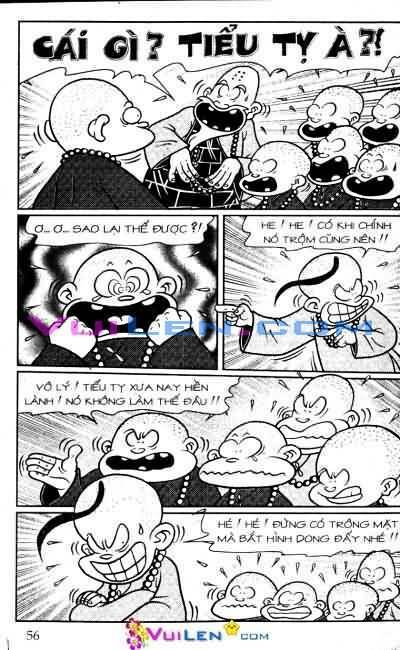 CÁI GÌ? TIỂU TỴ À?!
Ơ... Ơ... SAO LẠI THẾ ĐƯỢC?!
HE! HE! CÓ KHI CHÍNH
NÓ TRỘM CŨNG NÊN!!
VUILEN.COM
VÔ LÝ! TIỂU TỴ XƯA NAY HIỀN
LÀNH! NÓ KHÔNG LÀM THẾ ĐÂU!!
HÉ! HÉ! ĐỪNG CÓ TRÔNG MẶT
MÀ BẮT HÌNH DONG ĐẤY NHÉ!!
56
VUILEN.COM